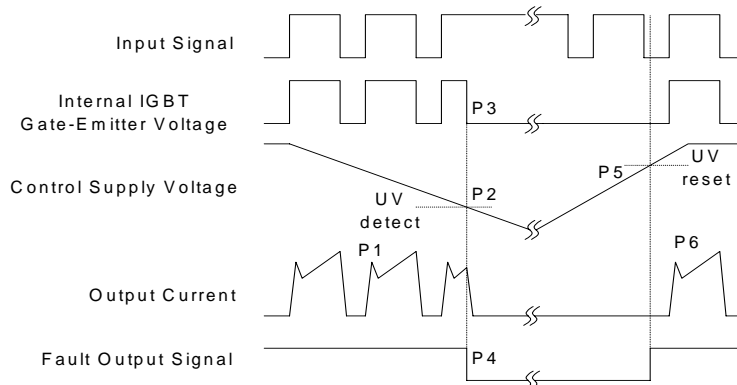 Input Signal
Internal IGBT
Gate-Emitter Voltage
P3
Control Supply Voltage
UV
detect
P2
P5
UV
reset
P1
P6
Output Current
Fault Output Signal
P4